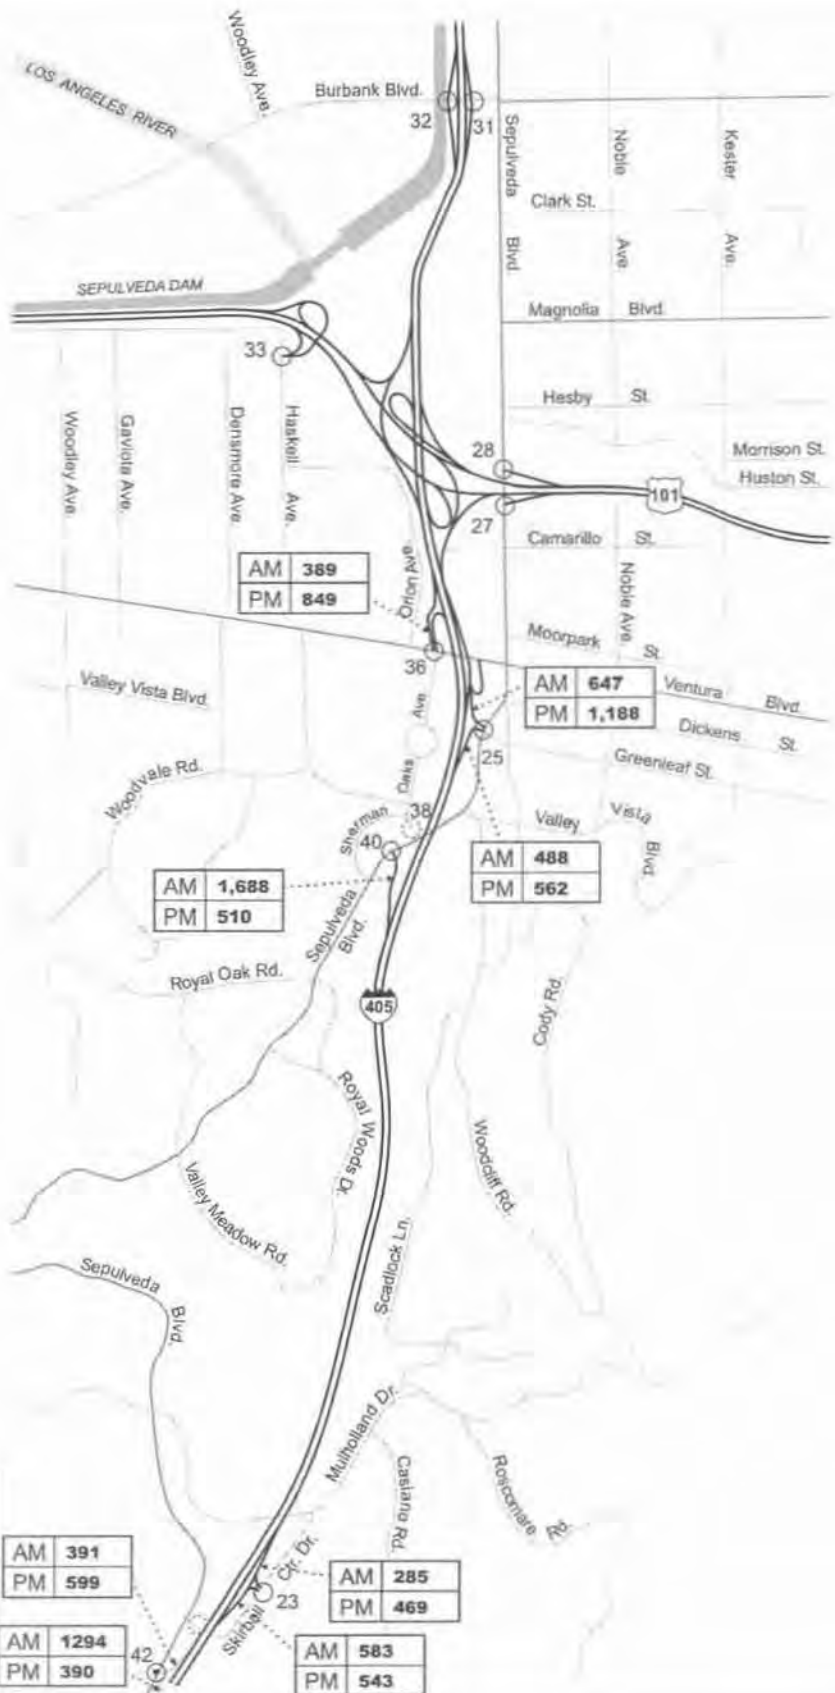 Woodley Ave.
LOS ANGELES RIVER
Burbank Blvd.
32
31
Sepulveda Blvd.
Noble Ave.
Kester Ave.
Clark St.
SEPULVEDA DAM
Magnolia Blvd.
33
Hesby St.
Woodley Ave.
Gaviota Ave.
Densmore Ave.
Haskell Ave.
28
Morrison St.
Huston St.
101
27
Camarillo St.
Orion Ave.
Noble Ave.
AM 389
PM 849
36
Moorpark St.
AM 647
PM 1,188
Ventura Blvd.
Valley Vista Blvd.
Dickens St.
25
Greenleaf St.
Woodvale Rd.
Sherman Oaks Ave
38
40
Valley Vista Blvd.
AM 488
PM 562
AM 1,688
PM 510
Sepulveda Blvd.
Royal Oak Rd.
405
Cody Rd.
Royal Woods Dr.
Woodcliff Rd.
Valley Meadow Rd.
Scadlock Ln.
Sepulveda Blvd.
Mulholland Dr.
Casiano Rd.
Roscomare Rd
AM 391
PM 599
Skirball Ctr. Dr.
23
AM 285
PM 469
AM 1294
PM 390
42
AM 583
PM 543